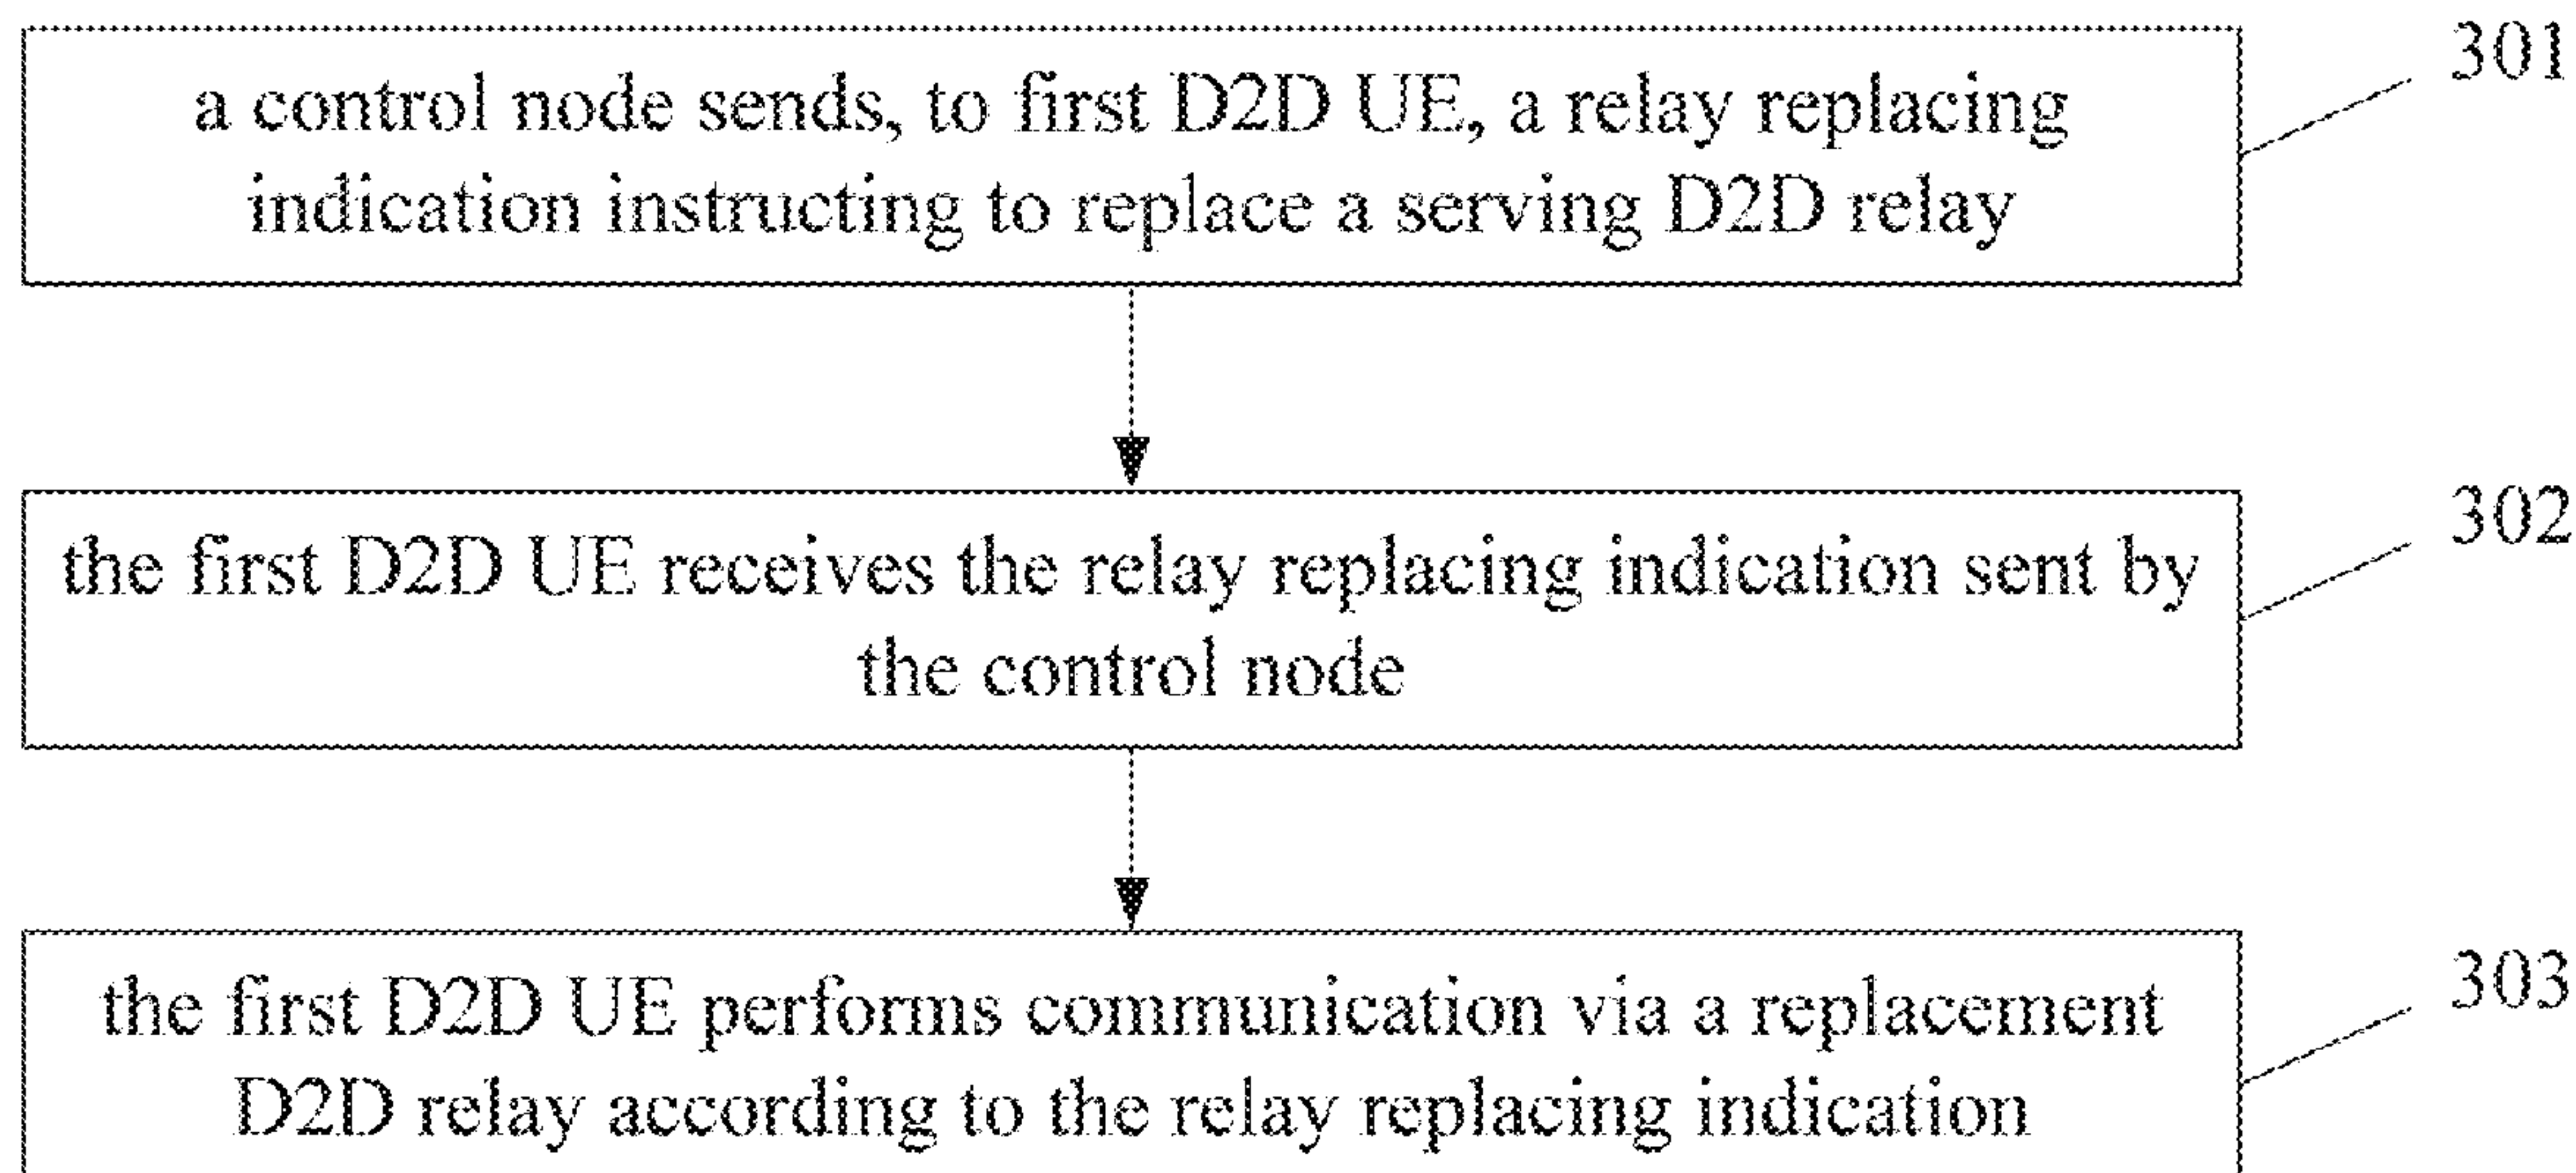 a control node sends, to first D2D UE, a relay replacing
indication instructing to replace a serving D2D relay
301
the first D2D UE receives the relay replacing indication sent by
the control node
302
the first D2D UE performs communication via a replacement
D2D relay according to the relay replacing indication
303